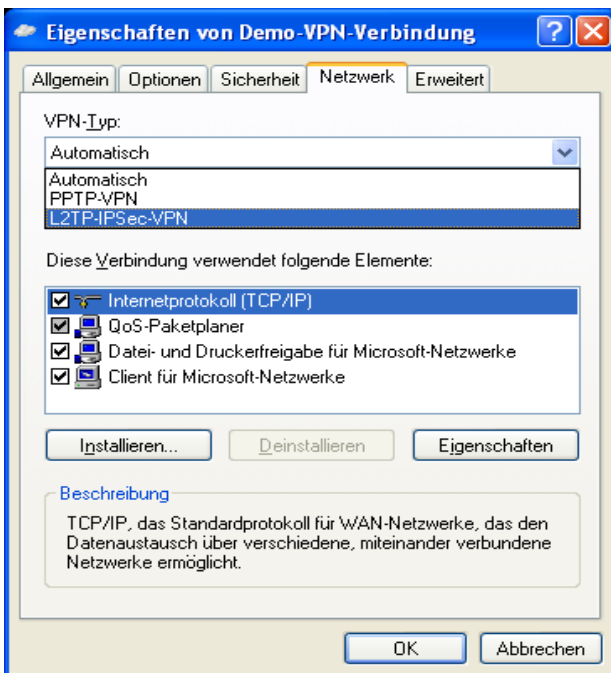 Eigenschaften von Demo-VPN-Verbindung
Allgemein Optionen Sicherheit Netzwerk Erweitert
VPN-Typ:
Automatisch
Automatisch
PPTP-VPN
L2TP-IPSec-VPN
Diese Verbindung verwendet folgende Elemente:
Internetprotokoll (TCP/IP)
QoS-Paketplaner
Datei- und Druckerfreigabe für Microsoft-Netzwerke
Client für Microsoft-Netzwerke
Installieren... Deinstallieren Eigenschaften
Beschreibung
TCP/IP, das Standardprotokoll für WAN-Netzwerke, das den
Datenaustausch über verschiedene, miteinander verbundene
Netzwerke ermöglicht.
OK Abbrechen